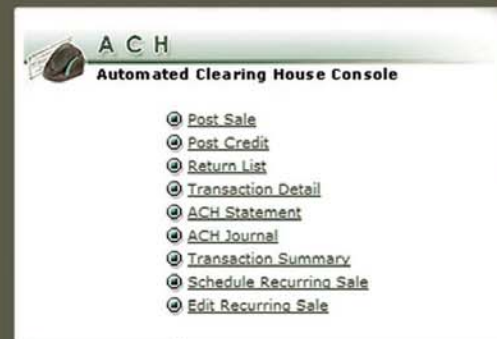 ACH
Automated Clearing House Console
Post Sale
Post Credit
Return List
Transaction Detail
ACH Statement
ACH Journal
Transaction Summary
Schedule Recurring Sale
Edit Recurring Sale